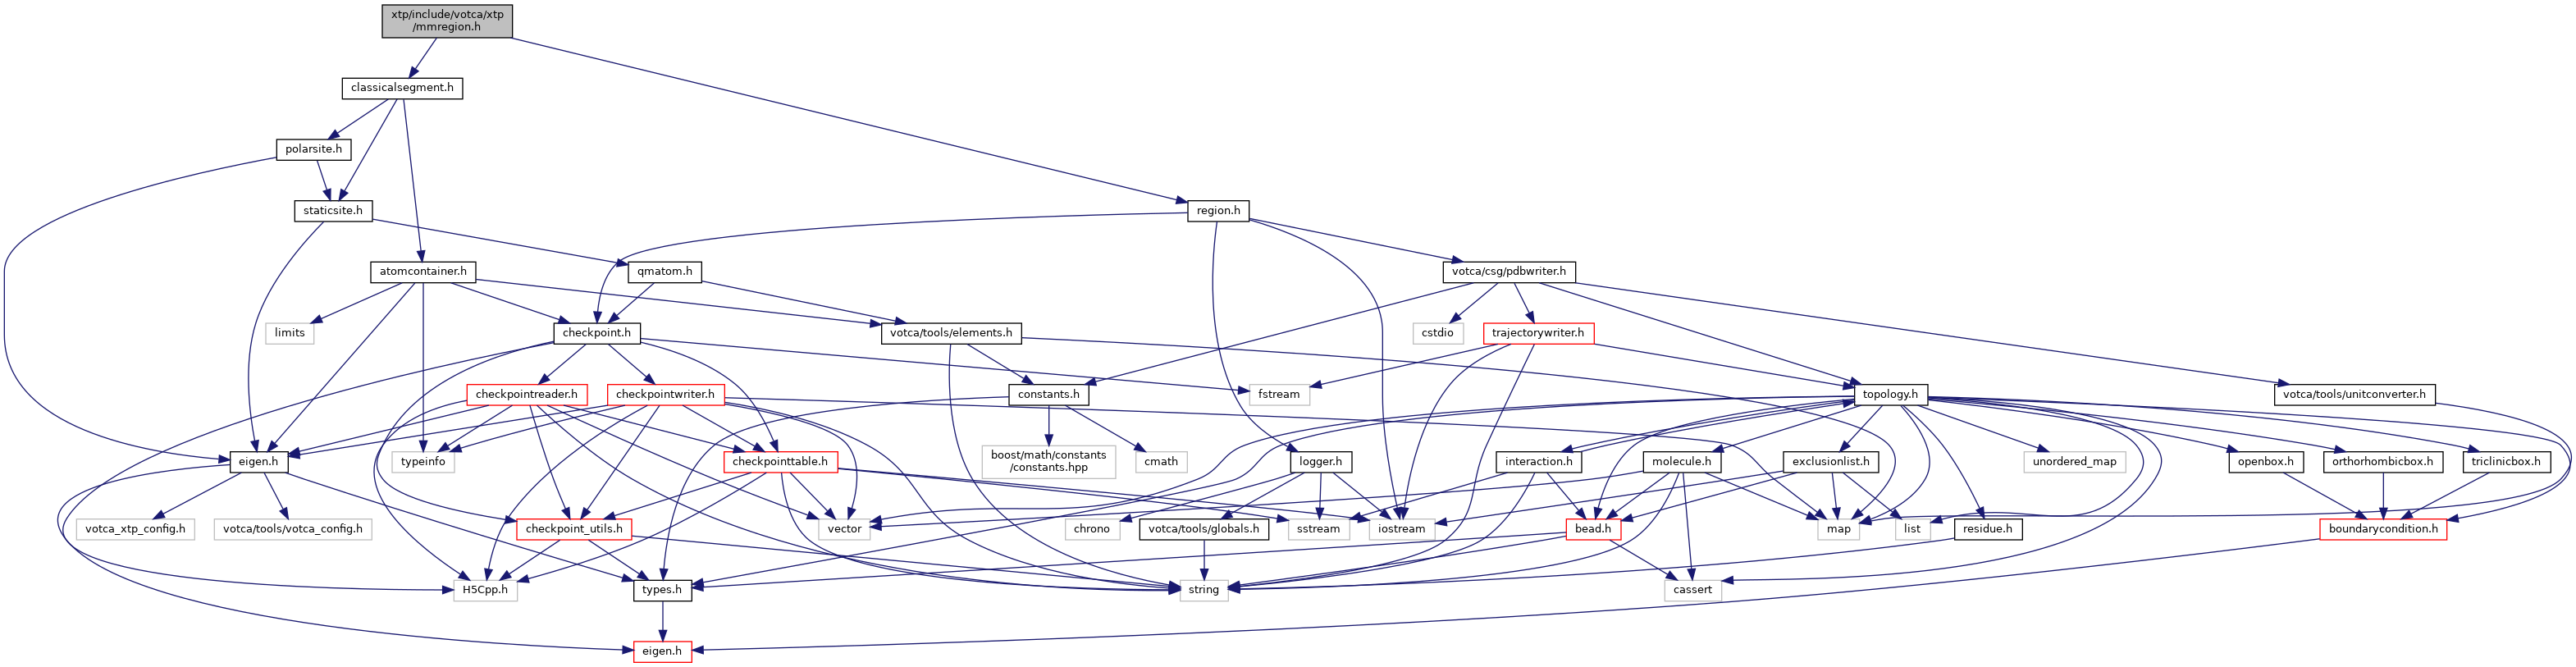 xtp/include/votca/xtp
/mmregion.h
classicalsegment.h
polarsite.h
staticsite.h
region.h
atomcontainer.h
qmatom.h
votca/csg/pdbwriter.h
limits
checkpoint.h
votca/tools/elements.h
cstdio
trajectorywriter.h
checkpointreader.h
checkpointwriter.h
constants.h
fstream
topology.h
votca/tools/unitconverter.h
eigen.h
typeinfo
checkpointtable.h
boost/math/constants
/constants.hpp
cmath
logger.h
interaction.h
molecule.h
exclusionlist.h
unordered_map
openbox.h
orthorhombicbox.h
triclinicbox.h
votca_xtp_config.h
votca/tools/votca_config.h
checkpoint_utils.h
vector
chrono
votca/tools/globals.h
sstream
iostream
bead.h
map
list
residue.h
boundarycondition.h
H5Cpp.h
types.h
string
cassert
eigen.h